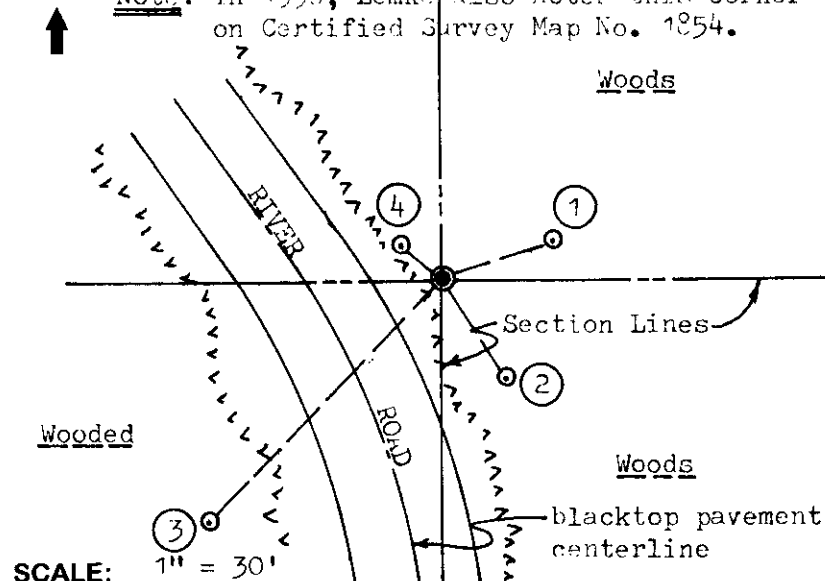 on Certified Survey Map No. 1854.
Woods
RIVER
4
1
Section Lines
2
ROAD
Wooded
Woods
3
blacktop pavement
centerline
SCALE: 1" = 30'